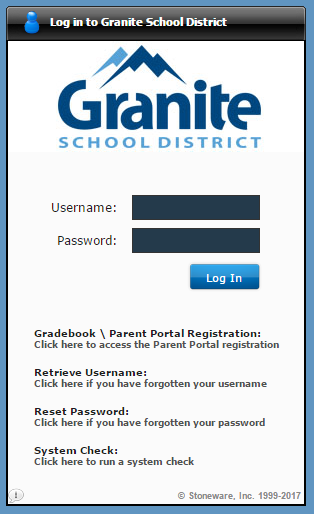 Log in to Granite School District
Granite
SCHOOL DISTRICT
Username:
Password:
Log In
Gradebook \ Parent Portal Registration:
Click here to access the Parent Portal registration
Retrieve Username:
Click here if you have forgotten your username
Reset Password:
Click here if you have forgotten your password
System Check:
Click here to run a system check
© Stoneware, Inc. 1999-2017